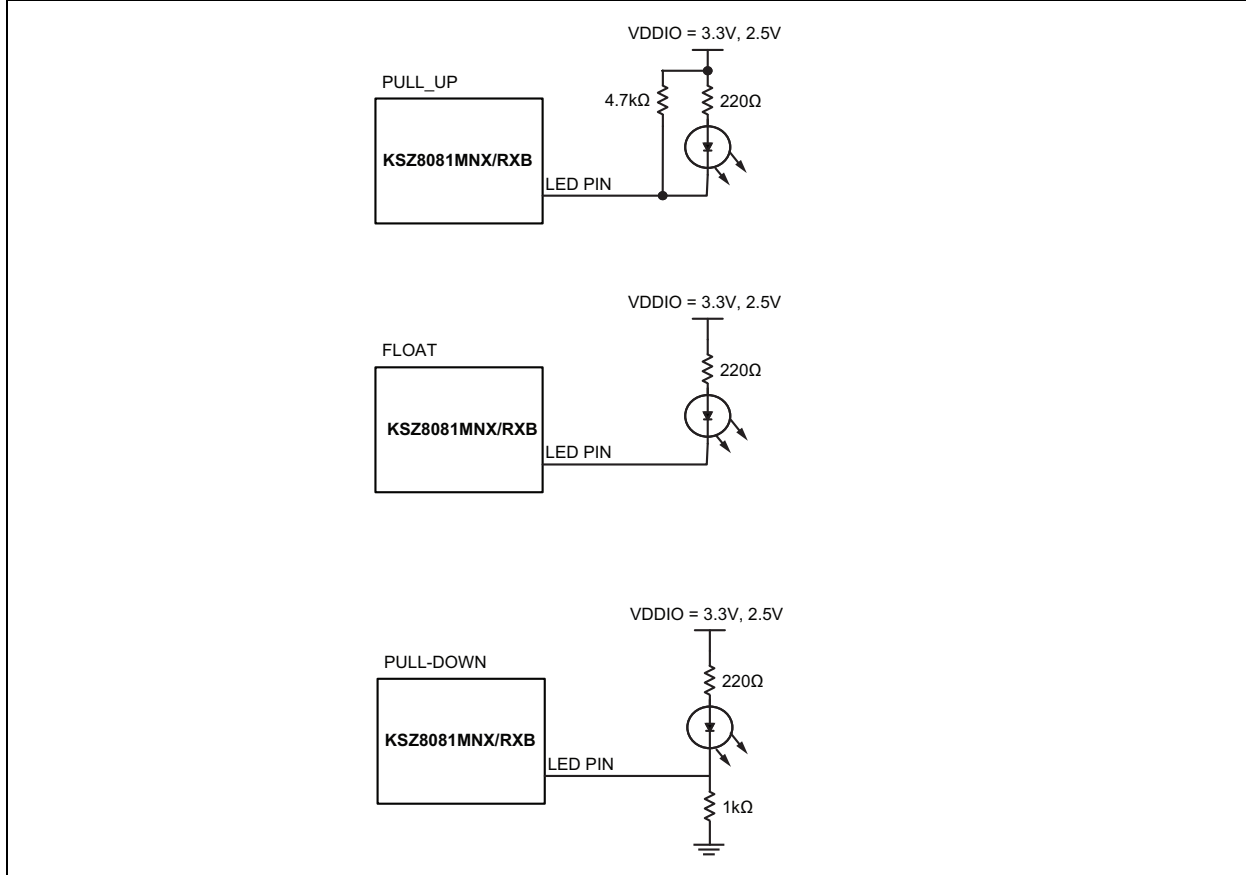 VDDIO = 3.3V, 2.5V
PULL_UP
4.7kΩ
220Ω
KSZ8081MNX/RXB
LED PIN
VDDIO = 3.3V, 2.5V
FLOAT
220Ω
KSZ8081MNX/RXB
LED PIN
VDDIO = 3.3V, 2.5V
PULL-DOWN
220Ω
KSZ8081MNX/RXB
LED PIN
1kΩ